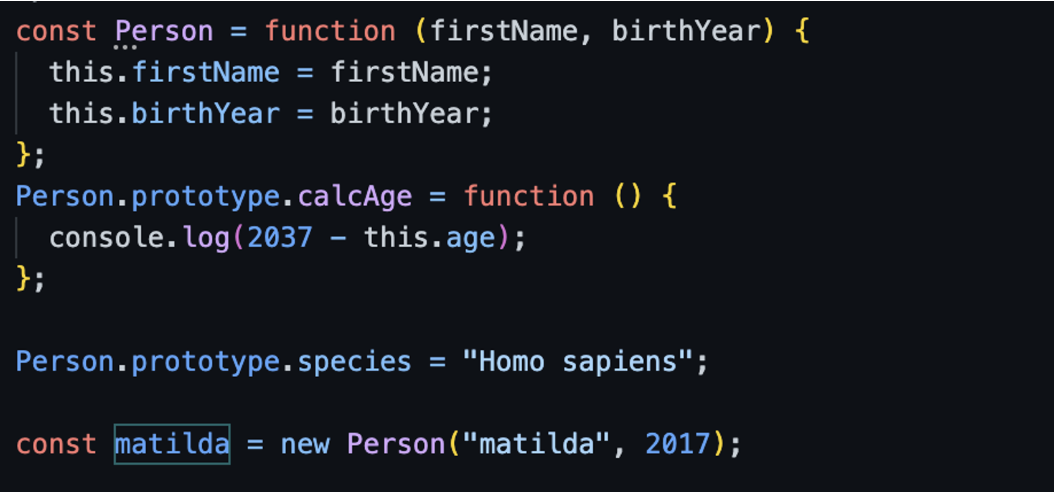 const Person = function (firstName, birthYear) {
  this.firstName = firstName;
  this.birthYear = birthYear;
};
Person.prototype.calcAge = function () {
  console.log(2037 - this.age);
};

Person.prototype.species = "Homo sapiens";

const matilda = new Person("matilda", 2017);